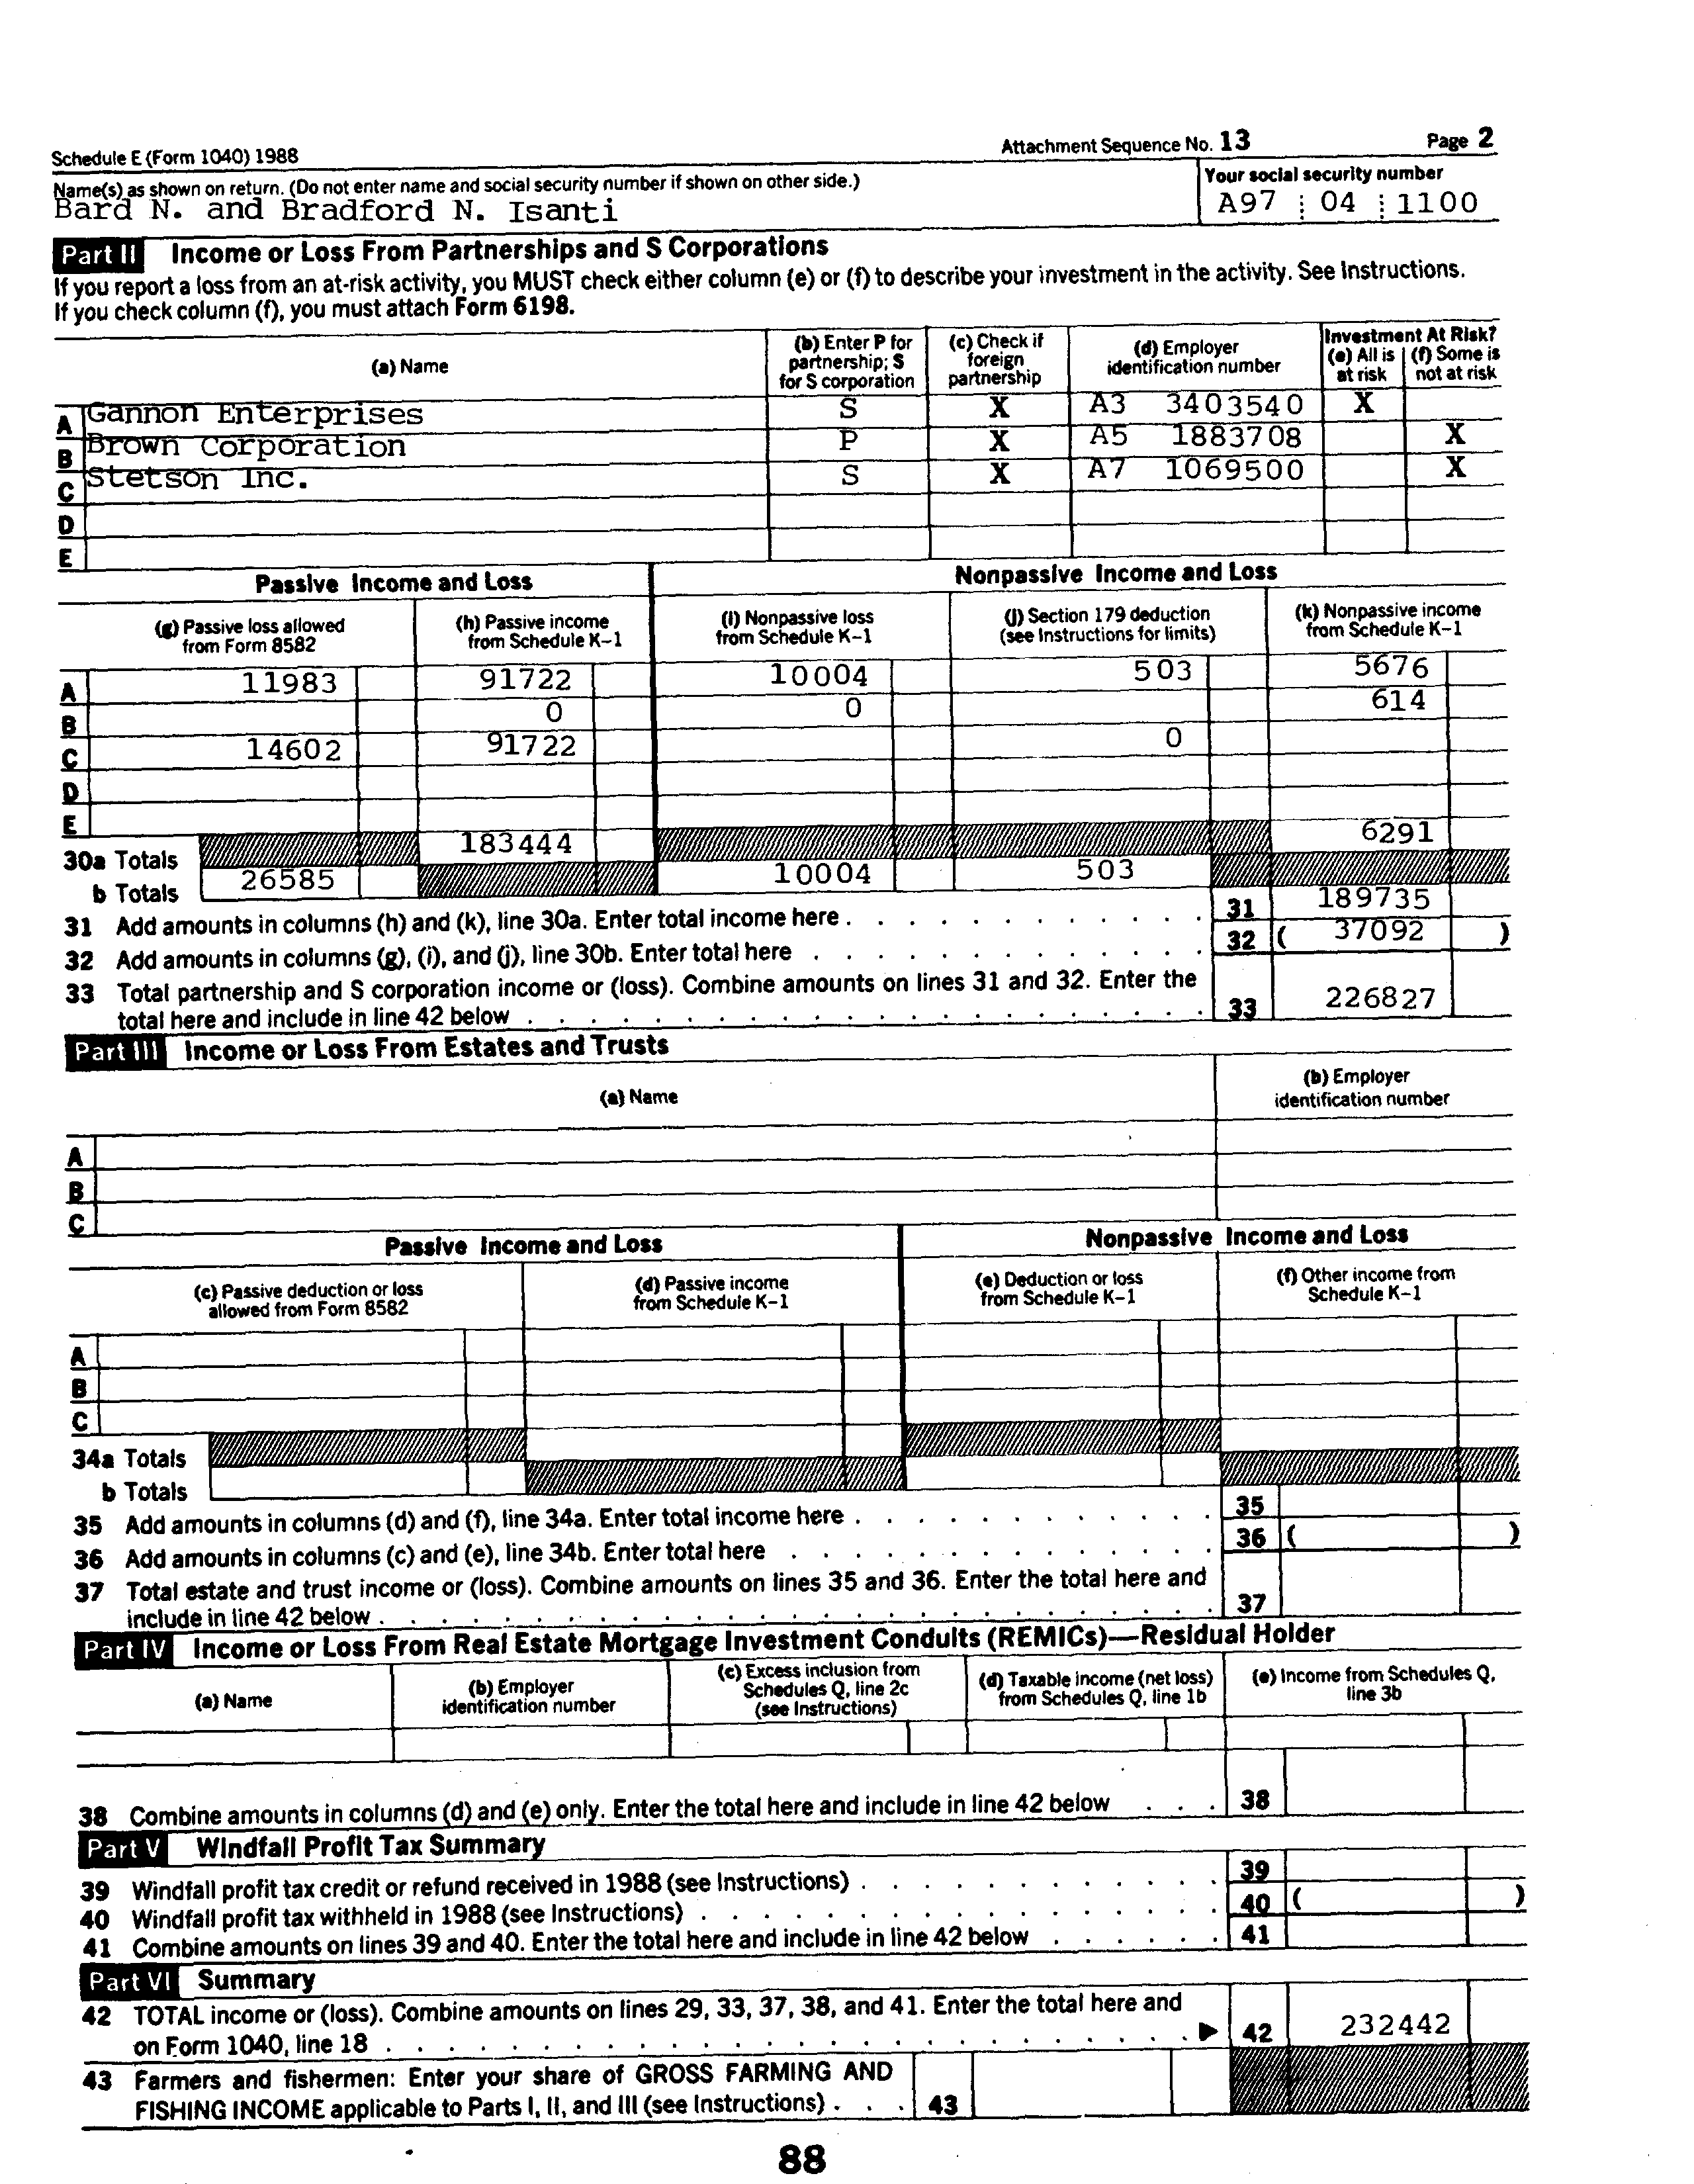 Schedule E (Form 1040) 1988 Attachment Sequence No. 13 Page 2
Name(s) as shown on return. (Do not enter name and social security number if shown on other side.) Your social security number
Bard N. and Bradford N. Isanti A97 04 1100
Part II Income or Loss From Partnerships and S Corporations
If you report a loss from an at-risk activity, you MUST check either column (e) or (f) to describe your investment in the activity. See Instructions.
If you check column (f), you must attach Form 6198.
(a) Name (b) Enter P for partnership; S for S corporation (c) Check if foreign partnership (d) Employer identification number Investment At Risk? (e) All is at risk (f) Some is not at risk
A Gannon Enterprises S X A3 3403540 X
B Brown Corporation P X A5 1883708 X
C Stetson Inc. S X A7 1069500 X
D
E
Passive Income and Loss Nonpassive Income and Loss
(g) Passive loss allowed from Form 8582 (h) Passive income from Schedule K-1 (i) Nonpassive loss from Schedule K-1 (j) Section 179 deduction (see Instructions for limits) (k) Nonpassive income from Schedule K-1
A 11983 91722 10004 503 5676
B 0 0 614
C 14602 91722 0
D
E
30a Totals 183444 6291
b Totals 26585 10004 503
31 Add amounts in columns (h) and (k), line 30a. Enter total income here . . . . . . . . . . . . 31 189735
32 Add amounts in columns (g), (i), and (j), line 30b. Enter total here . . . . . . . . . . . . . 32 ( 37092 )
33 Total partnership and S corporation income or (loss). Combine amounts on lines 31 and 32. Enter the
total here and include in line 42 below . . . . . . . . . . . . . . . . . . . . . . 33 226827
Part III Income or Loss From Estates and Trusts
(a) Name (b) Employer identification number
A
B
C
Passive Income and Loss Nonpassive Income and Loss
(c) Passive deduction or loss allowed from Form 8582 (d) Passive income from Schedule K-1 (e) Deduction or loss from Schedule K-1 (f) Other income from Schedule K-1
A
B
C
34a Totals
b Totals
35 Add amounts in columns (d) and (f), line 34a. Enter total income here . . . . . . . . . . . . 35
36 Add amounts in columns (c) and (e), line 34b. Enter total here . . . . . . . . . . . . . . 36 ( )
37 Total estate and trust income or (loss). Combine amounts on lines 35 and 36. Enter the total here and
include in line 42 below . . . . . . . . . . . . . . . . . . . . . . . . . . . 37
Part IV Income or Loss From Real Estate Mortgage Investment Conduits (REMICs)—Residual Holder
(a) Name (b) Employer identification number (c) Excess inclusion from Schedules Q, line 2c (see Instructions) (d) Taxable income (net loss) from Schedules Q, line 1b (e) Income from Schedules Q, line 3b
38 Combine amounts in columns (d) and (e) only. Enter the total here and include in line 42 below . . . 38
Part V Windfall Profit Tax Summary
39 Windfall profit tax credit or refund received in 1988 (see Instructions) . . . . . . . . . . . . 39
40 Windfall profit tax withheld in 1988 (see Instructions) . . . . . . . . . . . . . . . . . 40 ( )
41 Combine amounts on lines 39 and 40. Enter the total here and include in line 42 below . . . . . . 41
Part VI Summary
42 TOTAL income or (loss). Combine amounts on lines 29, 33, 37, 38, and 41. Enter the total here and
on Form 1040, line 18 . . . . . . . . . . . . . . . . . . . . . . . . . . ▶ 42 232442
43 Farmers and fishermen: Enter your share of GROSS FARMING AND
FISHING INCOME applicable to Parts I, II, and III (see Instructions) . . . 43
88